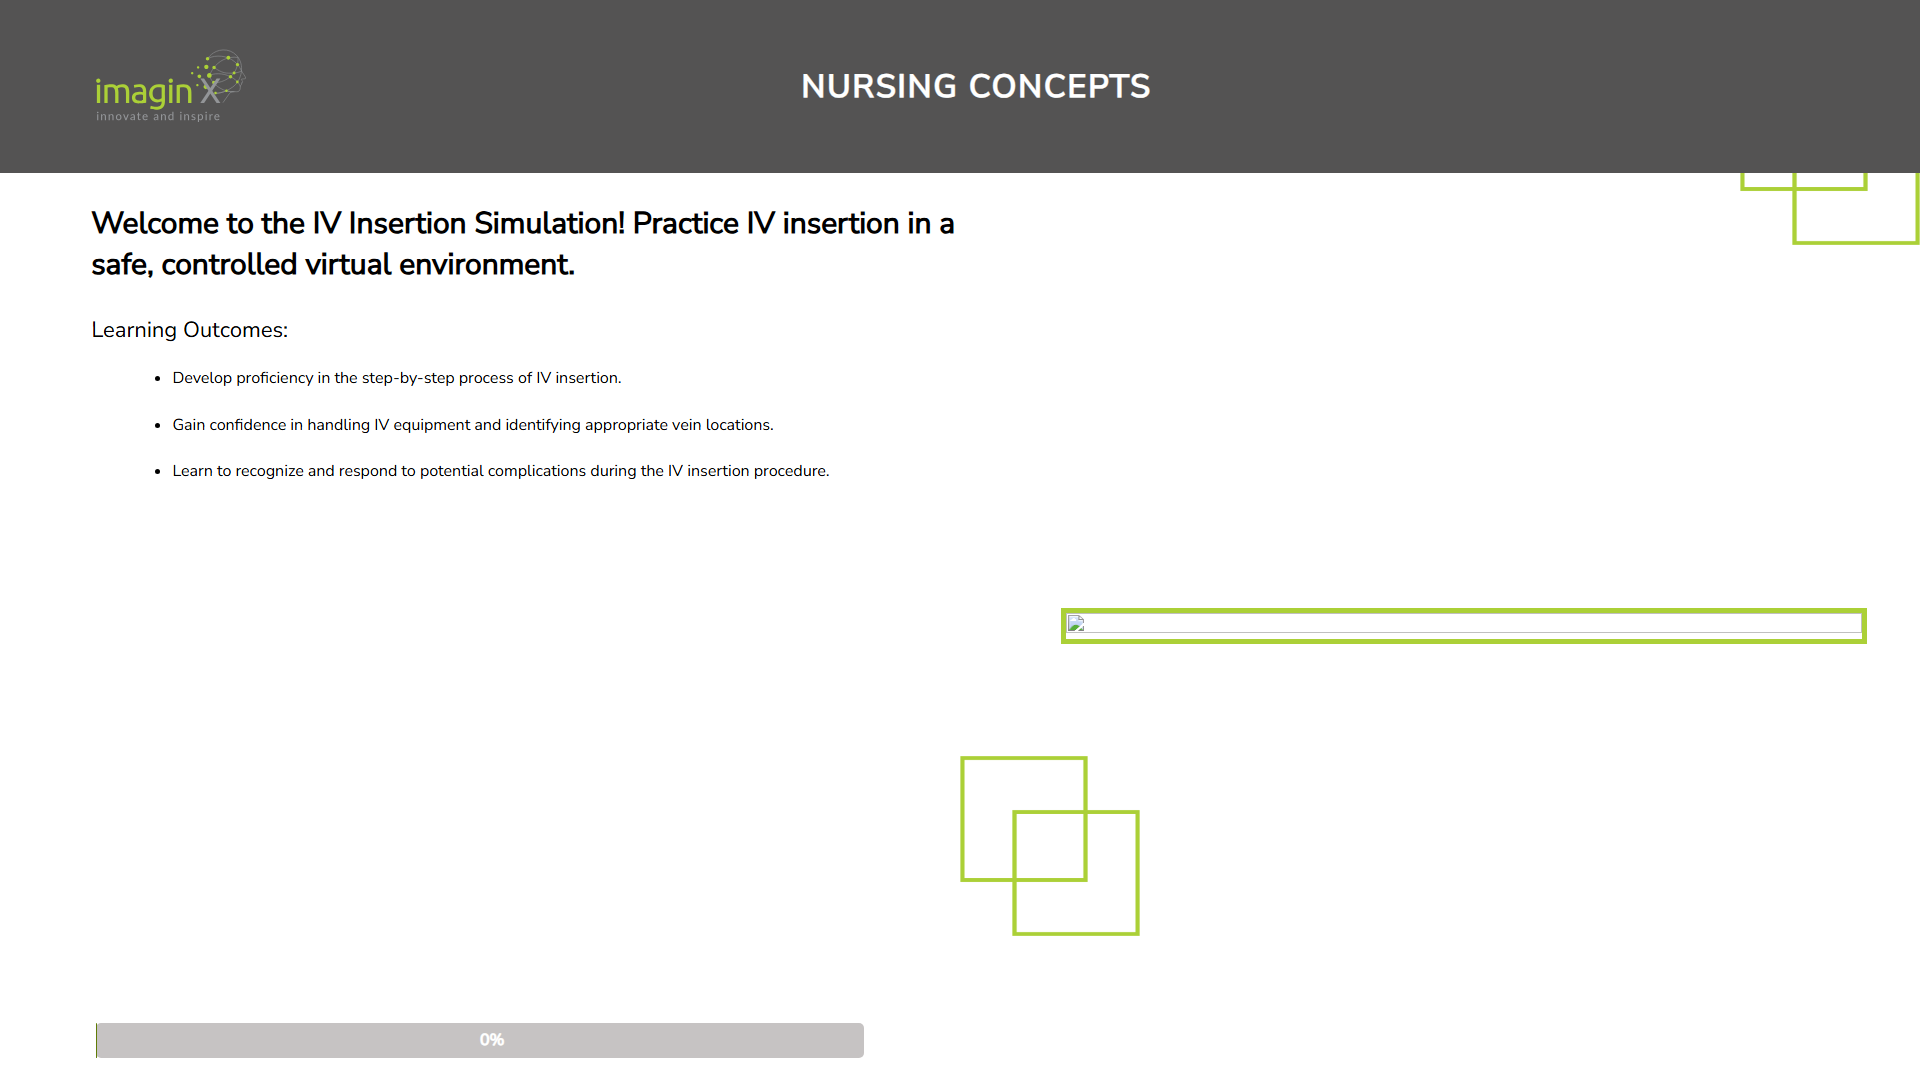 imagin X
innovate and inspire
NURSING CONCEPTS
Welcome to the IV Insertion Simulation! Practice IV insertion in a
safe, controlled virtual environment.
Learning Outcomes:
• Develop proficiency in the step-by-step process of IV insertion.
• Gain confidence in handling IV equipment and identifying appropriate vein locations.
• Learn to recognize and respond to potential complications during the IV insertion procedure.
0%